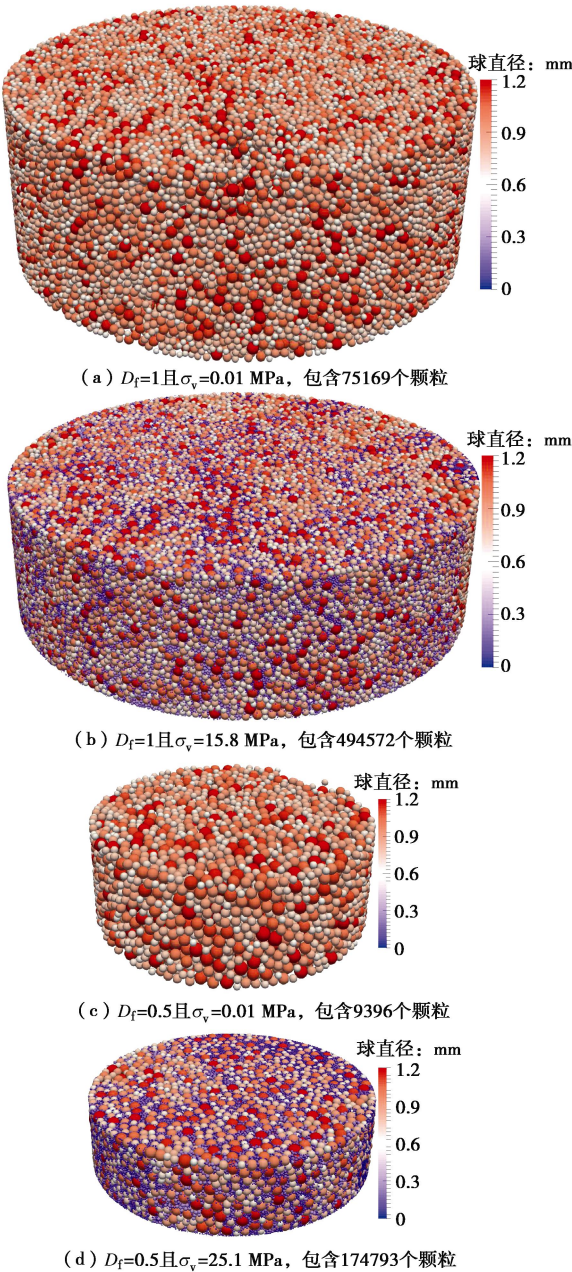 球直径：mm
1.2
0.9
0.6
0.3
0
（a）Df=1且σv=0.01 MPa，包含75169个颗粒
球直径：mm
1.2
0.9
0.6
0.3
0
（b）Df=1且σv=15.8 MPa，包含494572个颗粒
球直径：mm
1.2
0.9
0.6
0.3
0
（c）Df=0.5且σv=0.01 MPa，包含9396个颗粒
球直径：mm
1.2
0.9
0.6
0.3
0
（d）Df=0.5且σv=25.1 MPa，包含174793个颗粒